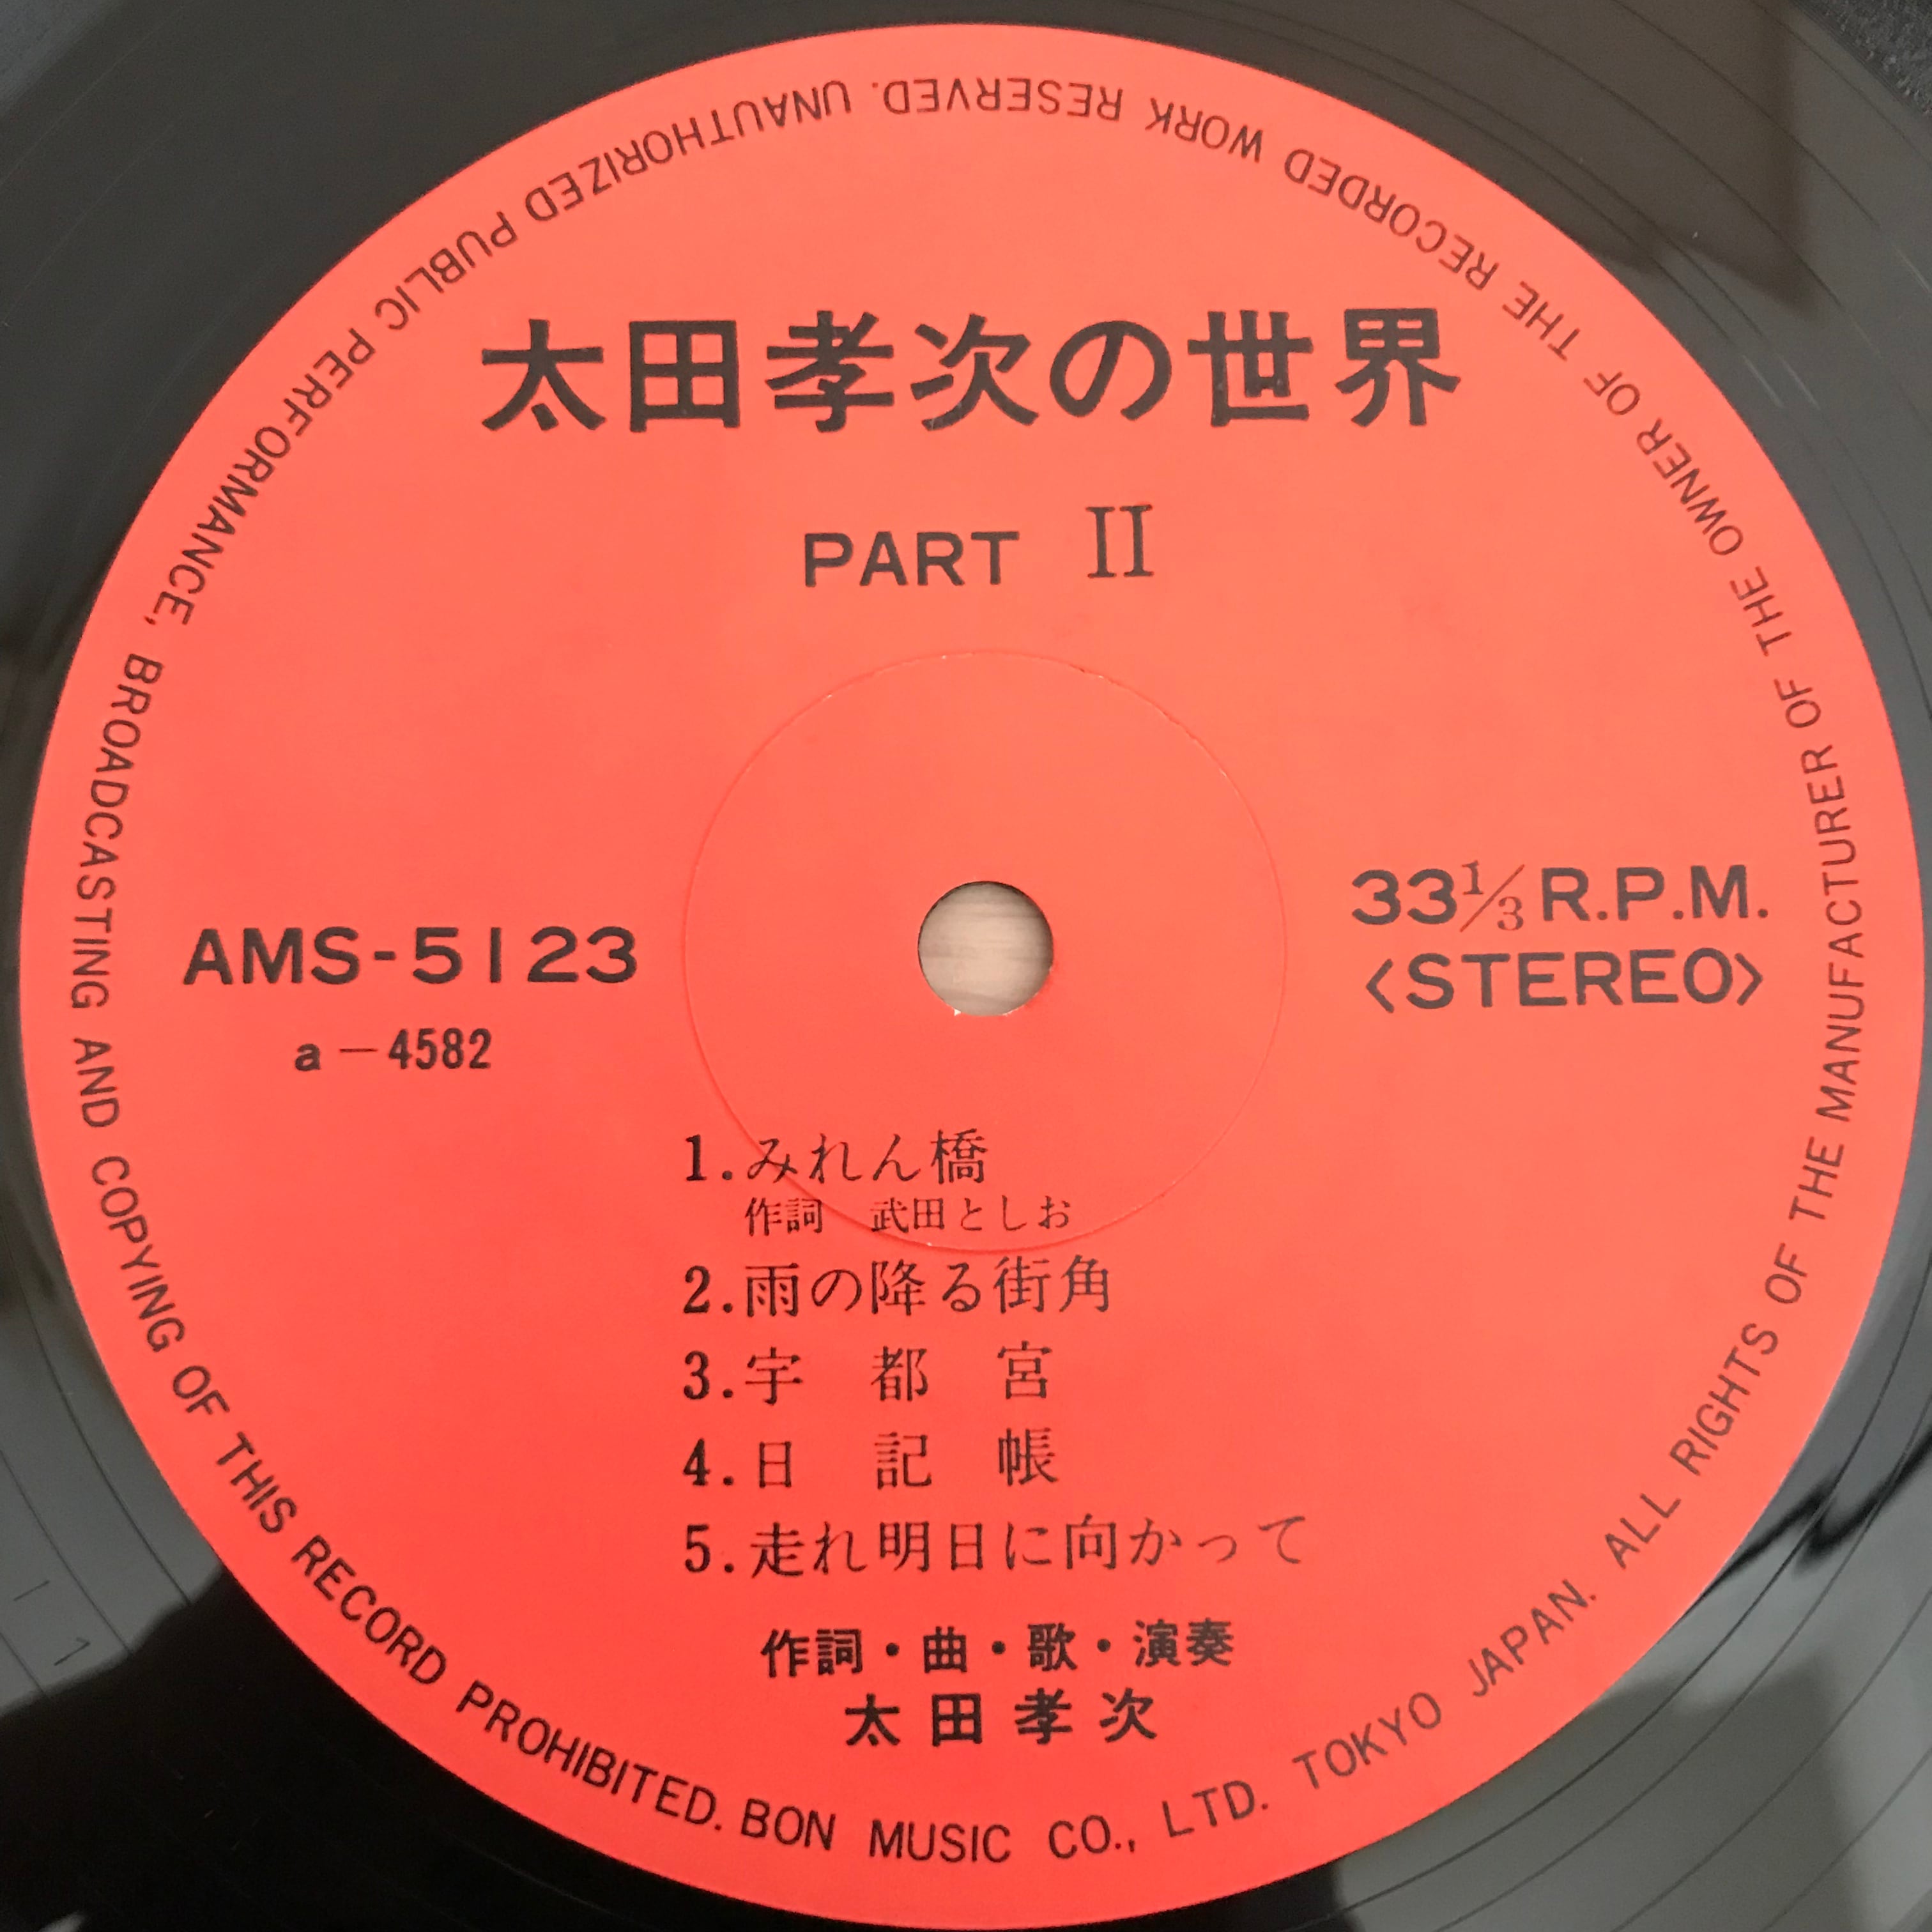 太田孝次の世界
PART II
AMS-5123
a-4582
33⅓ R.P.M.
<STEREO>
1.みれん橋
作詞 武田としお
2.雨の降る街角
3.宇都宮
4.日記帳
5.走れ明日に向かって
作詞・曲・歌・演奏
太田孝次
BON MUSIC CO., LTD. TOKYO JAPAN. ALL RIGHTS OF THE MANUFACTURER OF THE OWNER OF THE RECORDED WORK RESERVED. UNAUTHORIZED PUBLIC PERFORMANCE, BROADCASTING AND COPYING OF THIS RECORD PROHIBITED.